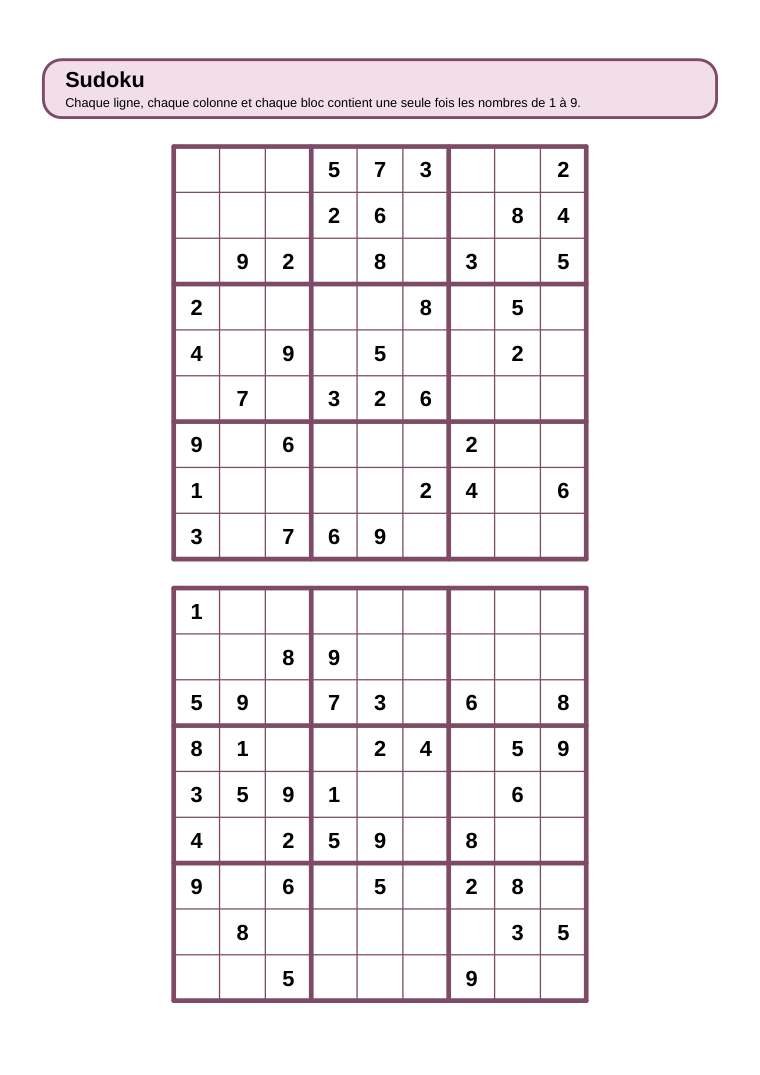 Sudoku
Chaque ligne, chaque colonne et chaque bloc contient une seule fois les nombres de 1 à 9.
5 7 3 2
2 6 8 4
9 2 8 3 5
2 8 5
4 9 5 2
7 3 2 6
9 6 2
1 2 4 6
3 7 6 9
1
8 9
5 9 7 3 6 8
8 1 2 4 5 9
3 5 9 1 6
4 2 5 9 8
9 6 5 2 8
8 3 5
5 9